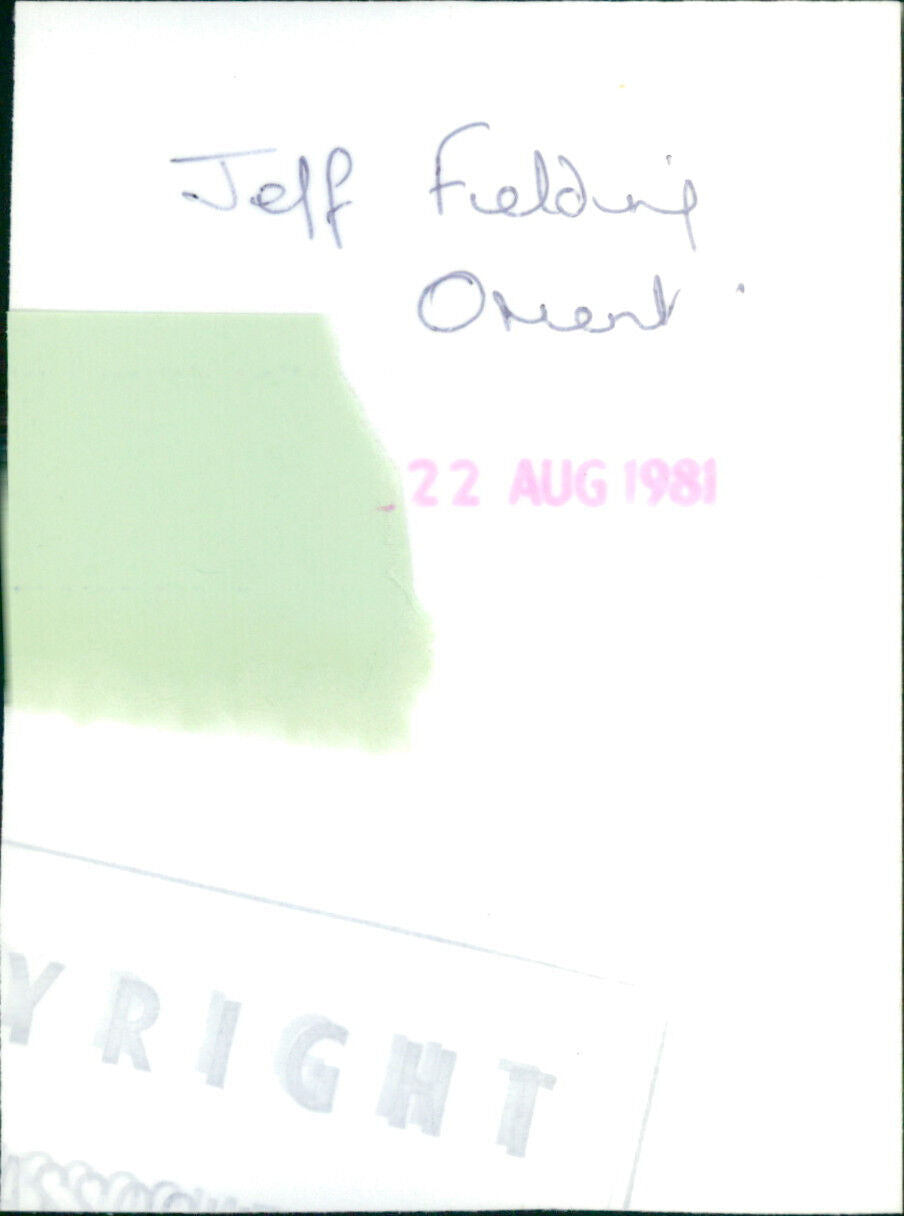 Jeff Fielding
Orient
22 AUG 1981
YRIGHT